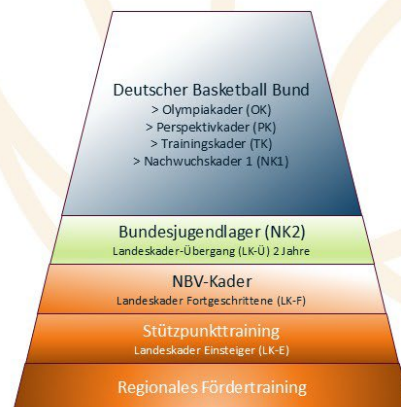 Deutscher Basketball Bund
> Olympiakader (OK)
> Perspektivkader (PK)
> Trainingskader (TK)
> Nachwuchskader 1 (NK1)
Bundesjugendlager (NK2)
Landeskader-Übergang (LK-Ü) 2 Jahre
NBV-Kader
Landeskader Fortgeschrittene (LK-F)
Stützpunkttraining
Landeskader Einsteiger (LK-E)
Regionales Fördertraining